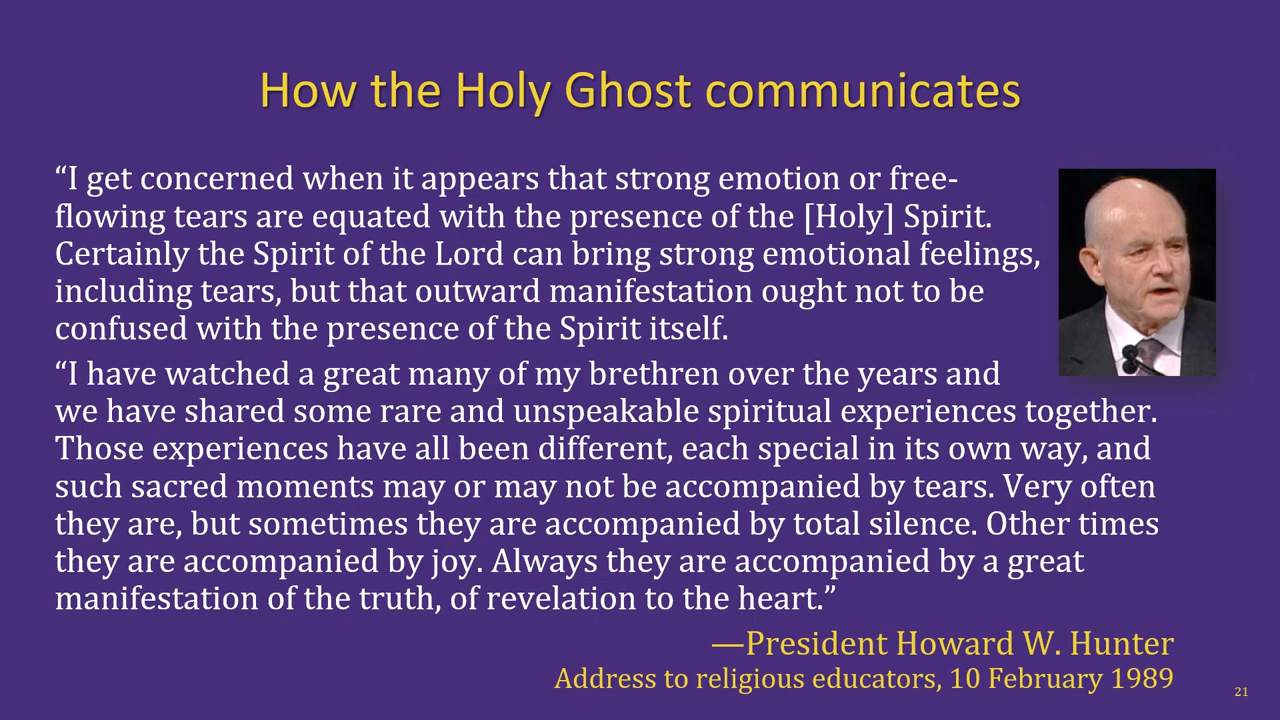 How the Holy Ghost communicates
“I get concerned when it appears that strong emotion or free-
flowing tears are equated with the presence of the [Holy] Spirit.
Certainly the Spirit of the Lord can bring strong emotional feelings,
including tears, but that outward manifestation ought not to be
confused with the presence of the Spirit itself.
“I have watched a great many of my brethren over the years and
we have shared some rare and unspeakable spiritual experiences together.
Those experiences have all been different, each special in its own way, and
such sacred moments may or may not be accompanied by tears. Very often
they are, but sometimes they are accompanied by total silence. Other times
they are accompanied by joy. Always they are accompanied by a great
manifestation of the truth, of revelation to the heart.”
—President Howard W. Hunter
Address to religious educators, 10 February 1989
21